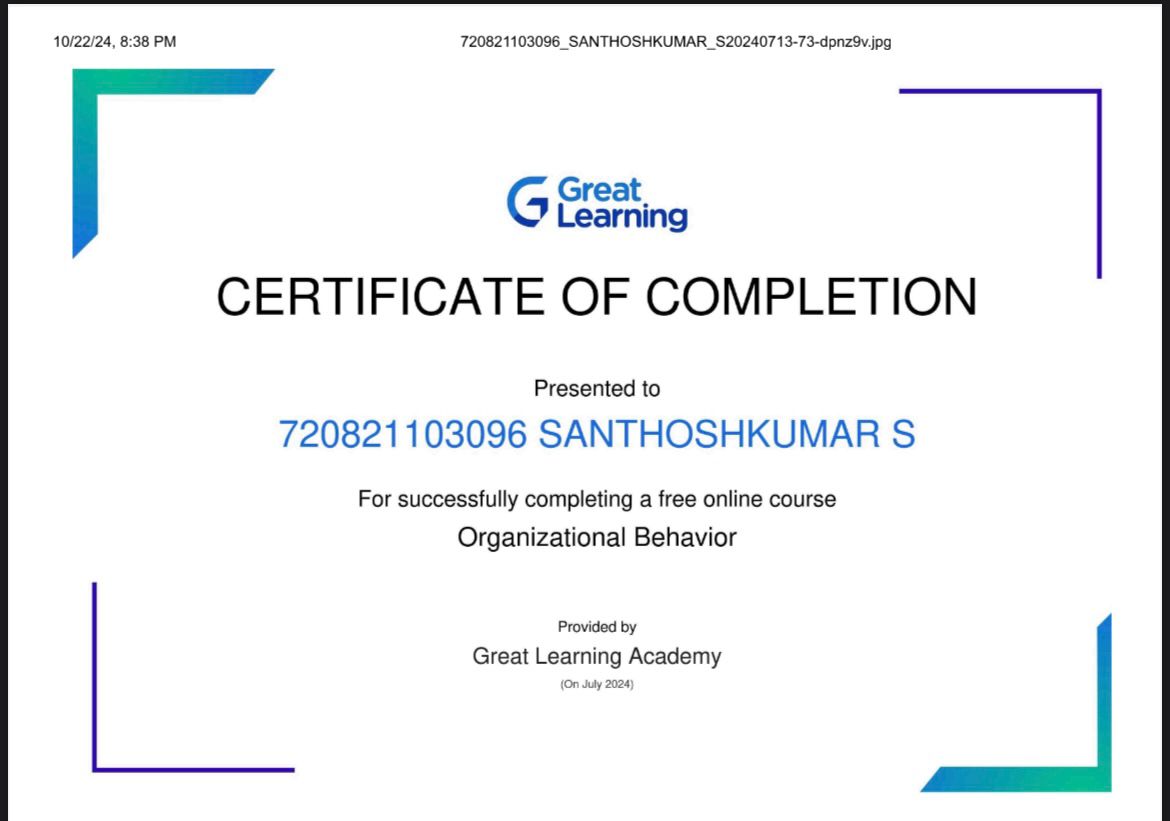 10/22/24, 8:38 PM 720821103096_SANTHOSHKUMAR_S20240713-73-dpnz9v.jpg
Great
Learning
CERTIFICATE OF COMPLETION
Presented to
720821103096 SANTHOSHKUMAR S
For successfully completing a free online course
Organizational Behavior
Provided by
Great Learning Academy
(On July 2024)